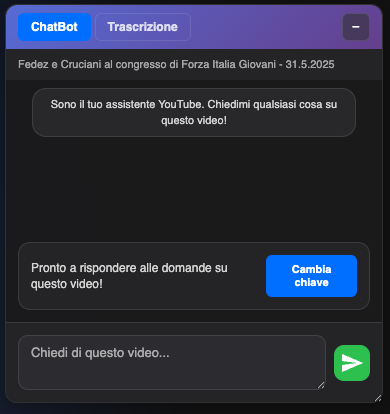 ChatBot
Trascrizione
–
Fedez e Cruciani al congresso di Forza Italia Giovani - 31.5.2025
Sono il tuo assistente YouTube. Chiedimi qualsiasi cosa su
questo video!
Pronto a rispondere alle domande su
questo video!
Cambia
chiave
Chiedi di questo video...